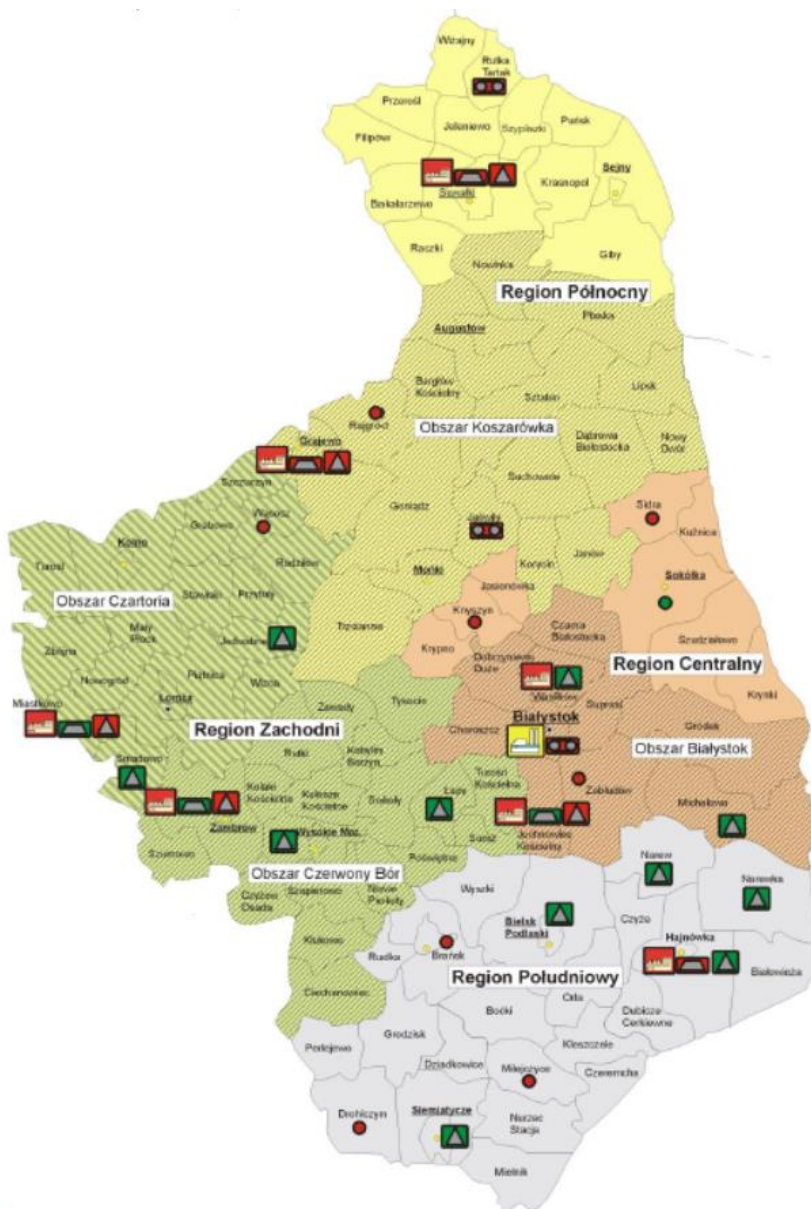 Wiżajny
Rutka
Tartak
Przerośl
Jeleniewo
Szypliszki
Puńsk
Filipów
Krasnopol
Sejny
Suwałki
Bakałarzewo
Raczki
Giby
Nowinka
Region Północny
Płaska
Augustów
Bargłów
Kościelny
Sztabin
Lipsk
Rajgród
Obszar Koszarówka
Dąbrowa
Białostocka
Nowy
Dwór
Grajewo
Szczuczyn
Suchowola
Goniądz
Wąsosz
Grabowo
Sidra
Kuźnica
Jaświły
Kolno
Radziłów
Janów
Korycin
Turośl
Mońki
Sokółka
Obszar Czartoria
Stawiski
Przytuły
Jasionówka
Trzcianne
Knyszyn
Czarna
Białostocka
Mały
Płock
Jedwabne
Szudziałowo
Zbójna
Krypno
Dobrzyniewo
Duże
Region Centralny
Nowogród
Piątnica
Wizna
Wasilków
Supraśl
Krynki
Miastkowo
Łomża
Zawady
Tykocin
Choroszcz
Białystok
Gródek
Region Zachodni
Obszar Białystok
Śniadowo
Rutki
Kobylin
Borzyn
Turośń
Kościelna
Zabłudów
Kołaki
Kościelne
Kulesze
Kościelne
Sokoły
Łapy
Michałowo
Zambrów
Wysokie Maz.
Suraż
Juchnowiec
Kościelny
Szumowo
Poświętne
Narew
Obszar Czerwony Bór
Narewka
Szepietowo
Nowe
Piekuty
Wyszki
Czyżew
Osada
Bielsk
Podlaski
Czyże
Klukowo
Hajnówka
Rudka
Brańsk
Białowieża
Region Południowy
Ciechanowiec
Orla
Boćki
Dubicze
Cerkiewne
Grodzisk
Kleszczele
Perlejewo
Dziadkowice
Milejczyce
Czeremcha
Drohiczyn
Siemiatycze
Nurzec
Stacja
Mielnik